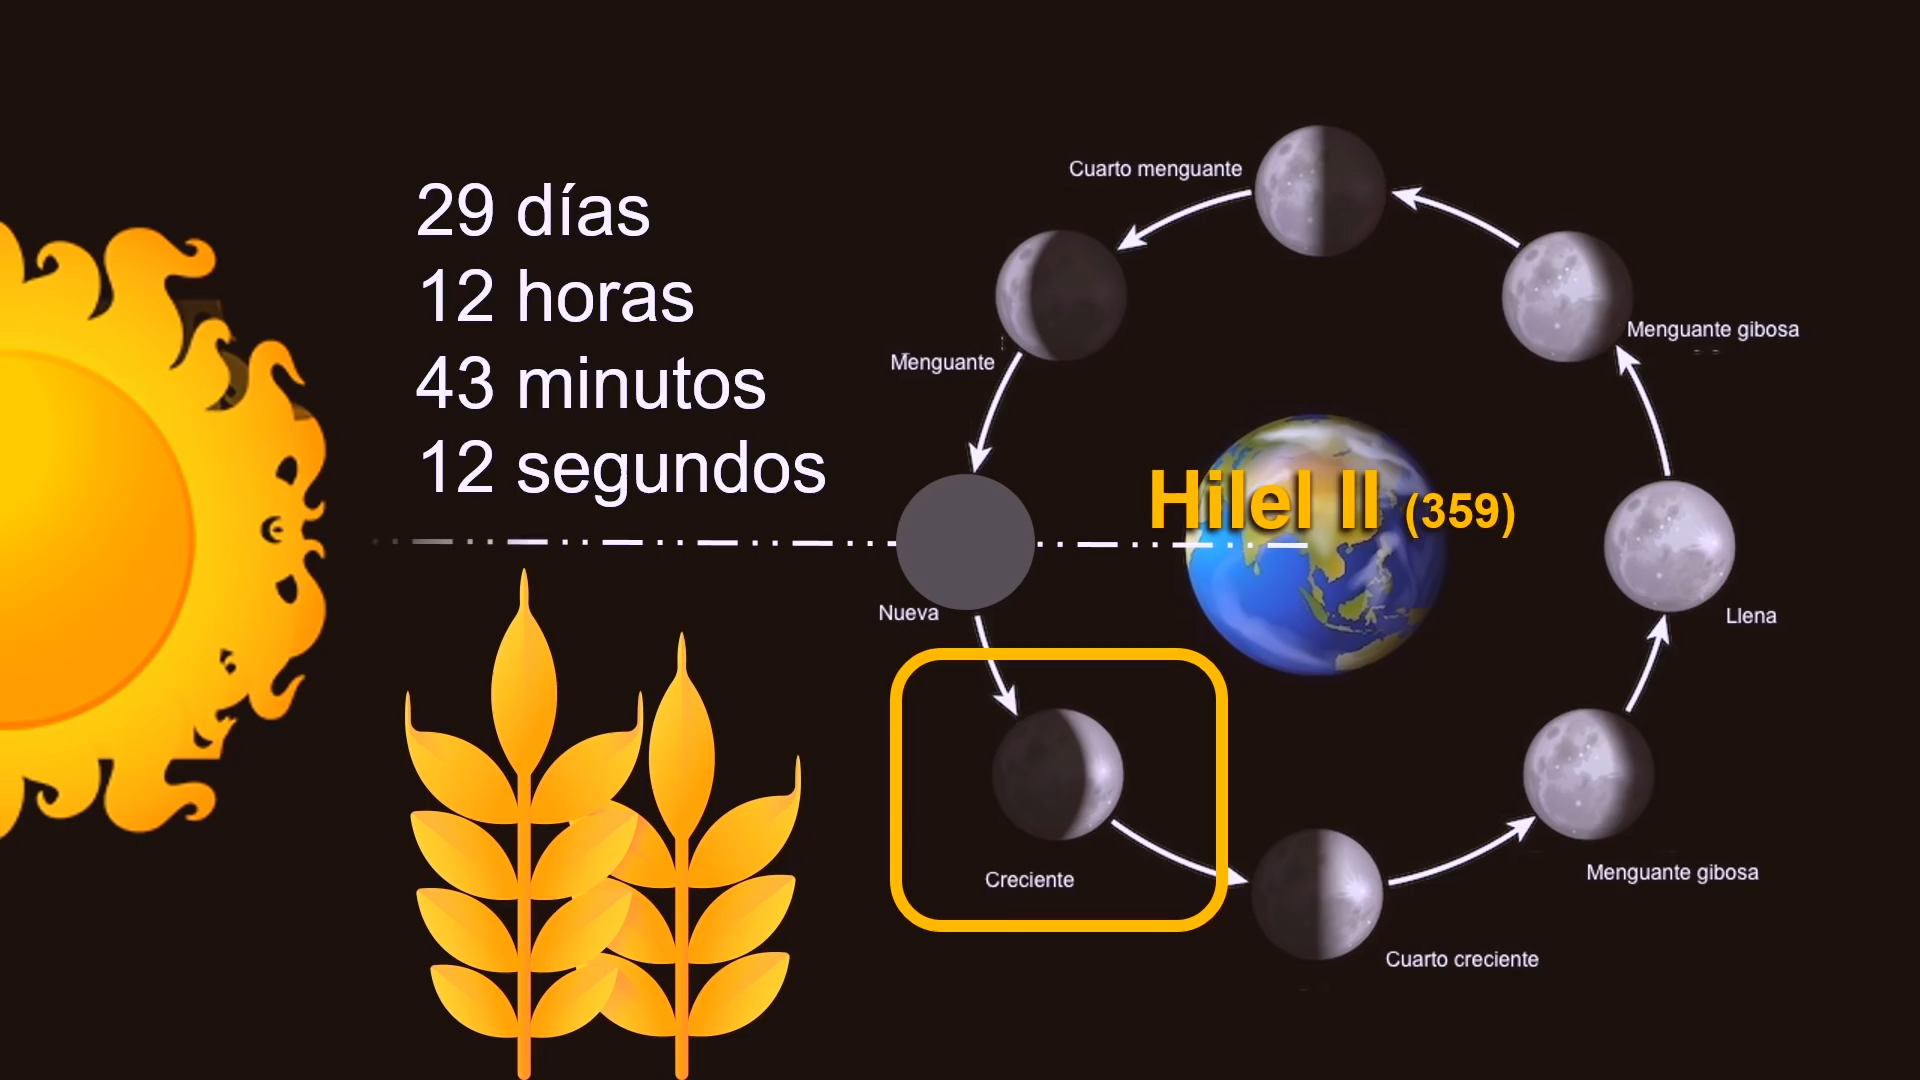 29 días
12 horas
43 minutos
12 segundos
Cuarto menguante
Menguante gibosa
Menguante
Hilel II (359)
Nueva
Llena
Creciente
Menguante gibosa
Cuarto creciente